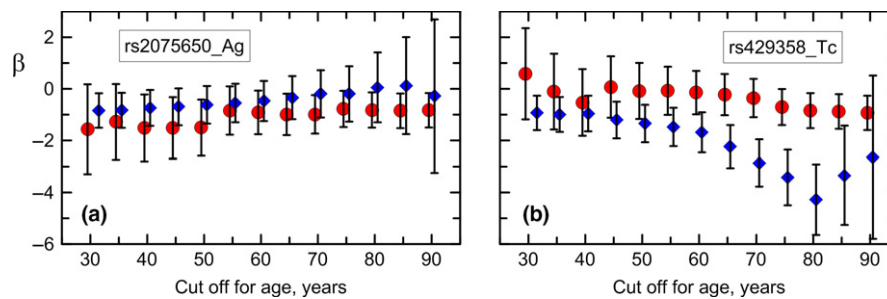 rs2075650_Ag
rs429358_Tc
β
2
0
−2
−4
−6
(a)
(b)
30 40 50 60 70 80 90
30 40 50 60 70 80 90
Cut off for age, years
Cut off for age, years